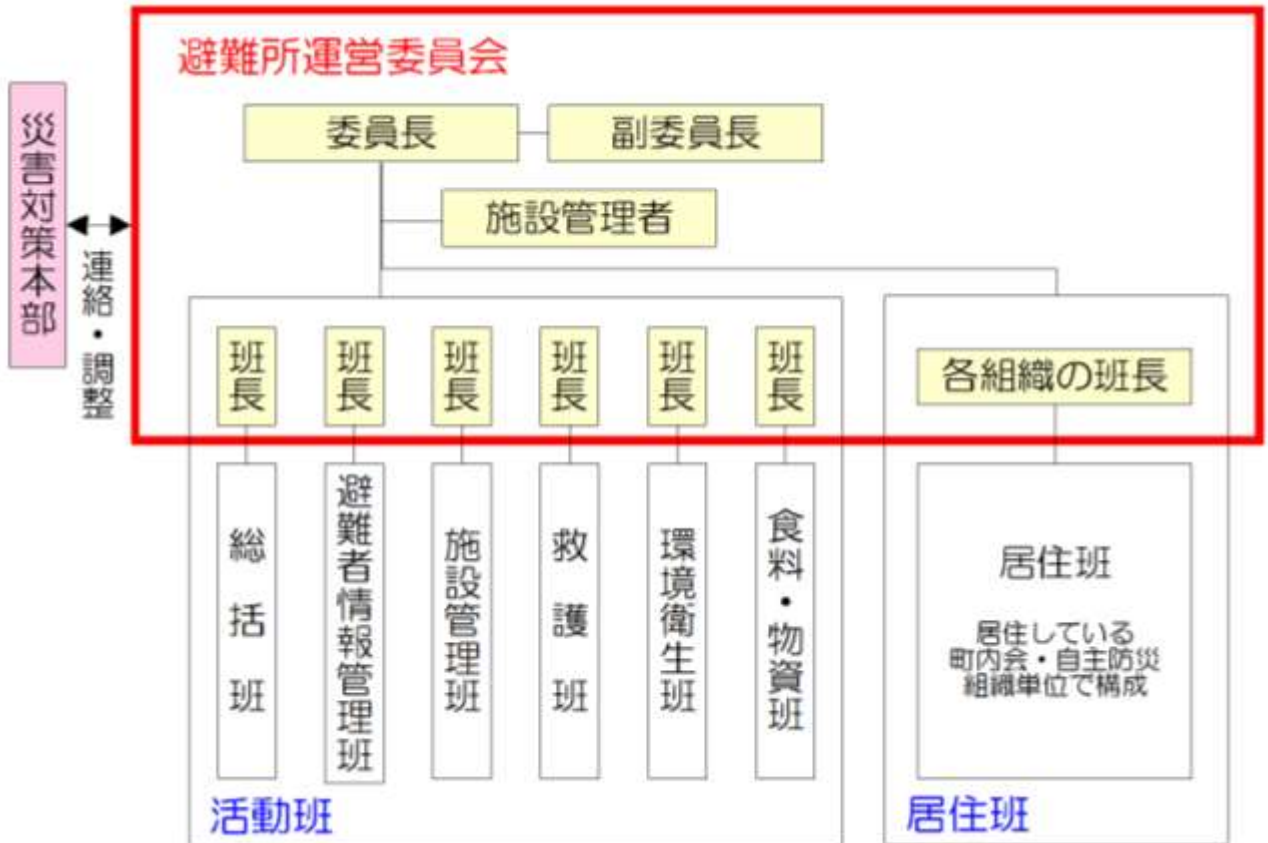 避難所運営委員会
災害対策本部
連絡・調整
委員長
副委員長
施設管理者
班長
班長
班長
班長
班長
班長
各組織の班長
総括班
避難者情報管理班
施設管理班
救護班
環境衛生班
食料・物資班
居住班
居住している
町内会・自主防災
組織単位で構成
活動班
居住班